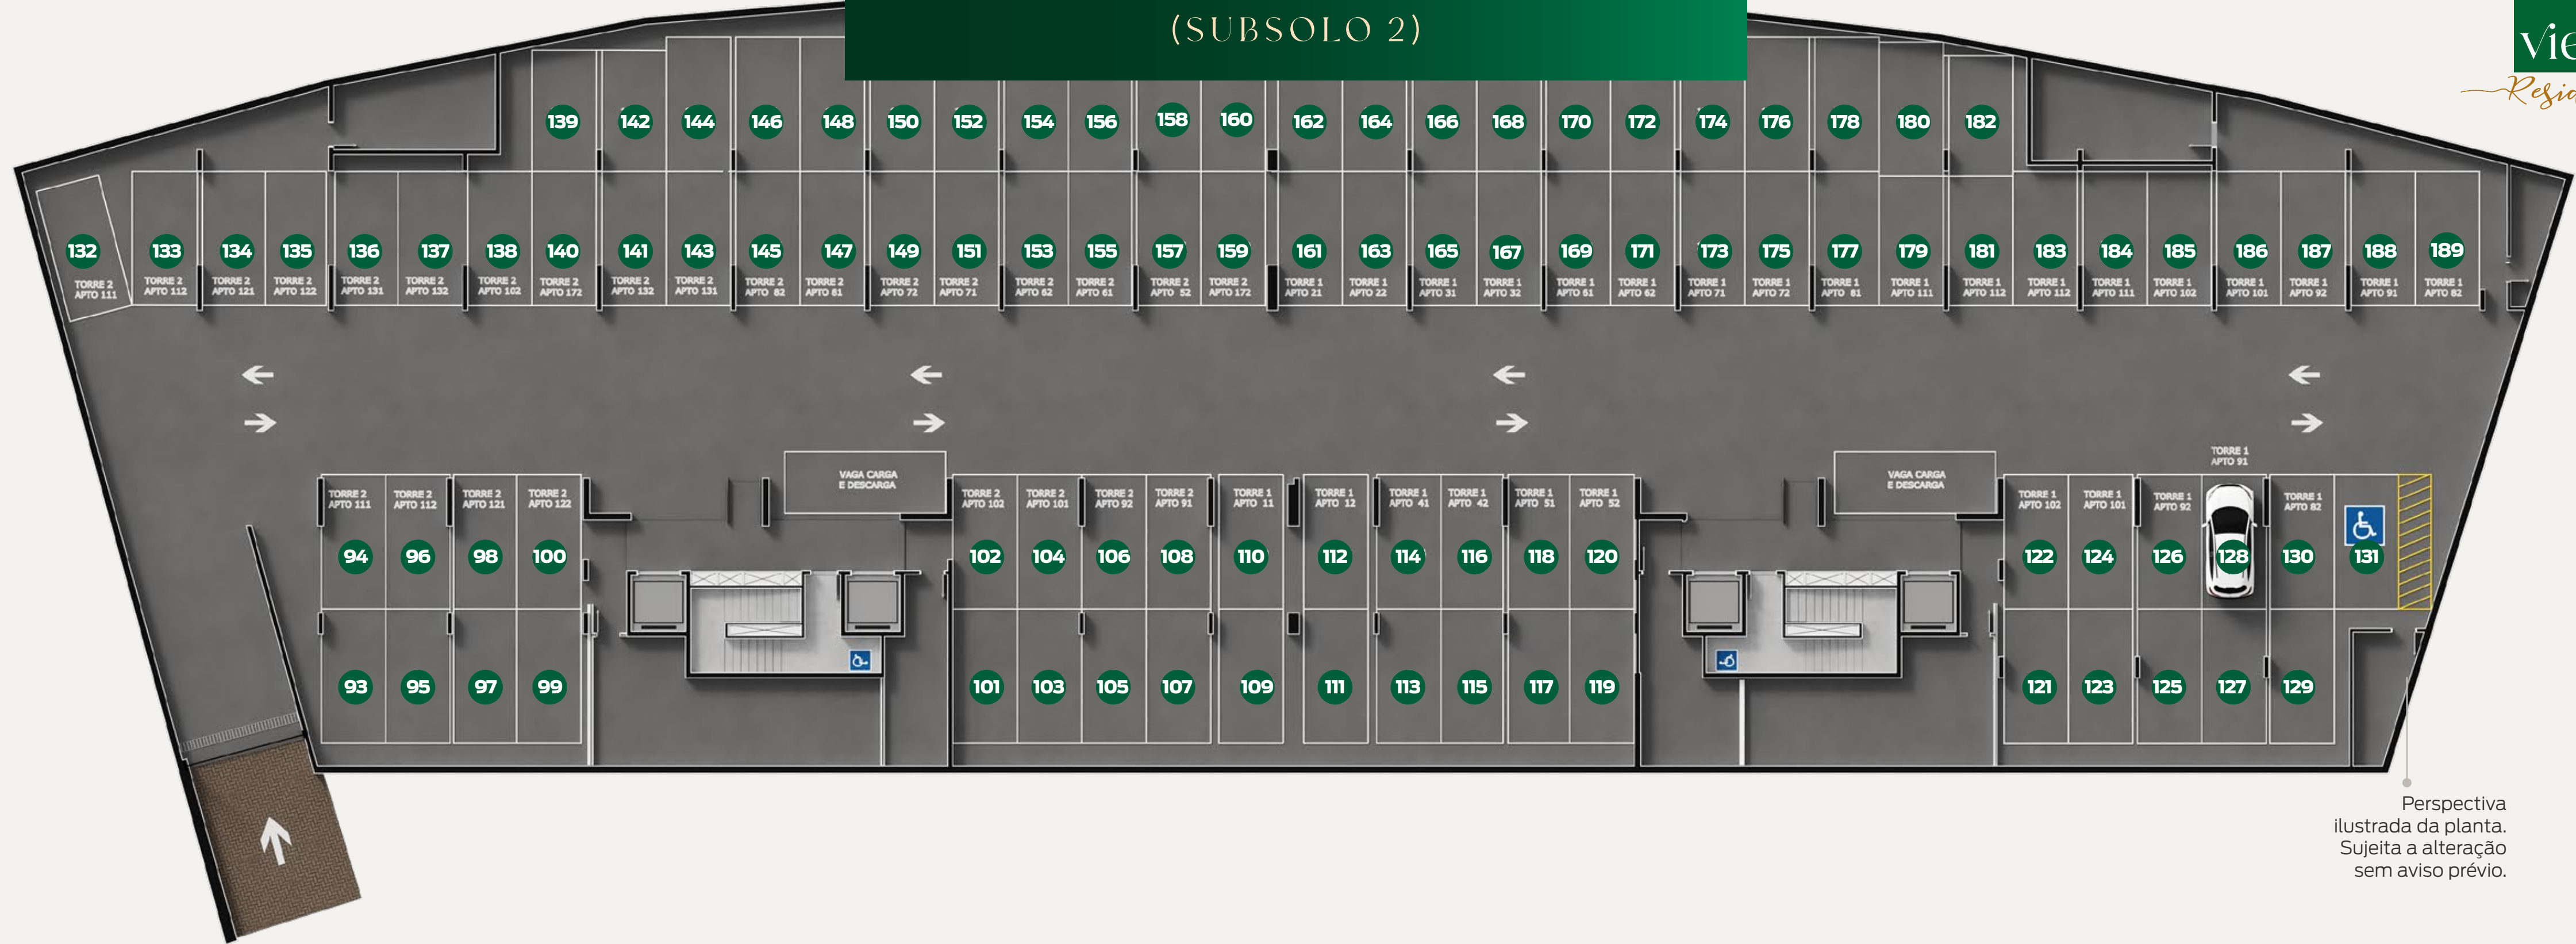 (SUBSOLO 2)
Vie
Resid
139 142 144 146 148 150 152 154 156 158 160 162 164 166 168 170 172 174 176 178 180 182
132 133 134 135 136 137 138 140 141 143 145 147 149 151 153 155 157 159 161 163 165 167 169 171 173 175 177 179 181 183 184 185 186 187 188 189
TORRE 2 TORRE 2 TORRE 2 TORRE 2 TORRE 2 TORRE 2 TORRE 2 TORRE 2 TORRE 2 TORRE 2 TORRE 2 TORRE 2 TORRE 2 TORRE 2 TORRE 2 TORRE 2 TORRE 2 TORRE 2 TORRE 1 TORRE 1 TORRE 1 TORRE 1 TORRE 1 TORRE 1 TORRE 1 TORRE 1 TORRE 1 TORRE 1 TORRE 1 TORRE 1 TORRE 1 TORRE 1 TORRE 1 TORRE 1 TORRE 1 TORRE 1
APTO 111 APTO 112 APTO 121 APTO 122 APTO 131 APTO 132 APTO 102 APTO 172 APTO 132 APTO 131 APTO 82 APTO 81 APTO 72 APTO 71 APTO 62 APTO 61 APTO 52 APTO 172 APTO 21 APTO 22 APTO 31 APTO 32 APTO 61 APTO 62 APTO 71 APTO 72 APTO 81 APTO 111 APTO 112 APTO 112 APTO 111 APTO 102 APTO 101 APTO 92 APTO 91 APTO 82
TORRE 1
APTO 91
VAGA CARGA
E DESCARGA
VAGA CARGA
E DESCARGA
TORRE 2 TORRE 2 TORRE 2 TORRE 2 TORRE 2 TORRE 2 TORRE 2 TORRE 2 TORRE 1 TORRE 1 TORRE 1 TORRE 1 TORRE 1 TORRE 1 TORRE 1 TORRE 1 TORRE 1 TORRE 1
APTO 111 APTO 112 APTO 121 APTO 122 APTO 102 APTO 101 APTO 92 APTO 91 APTO 11 APTO 12 APTO 41 APTO 42 APTO 51 APTO 52 APTO 102 APTO 101 APTO 92 APTO 82
94 96 98 100 102 104 106 108 110 112 114 116 118 120 122 124 126 128 130 131
93 95 97 99 101 103 105 107 109 111 113 115 117 119 121 123 125 127 129
Perspectiva
ilustrada da planta.
Sujeita a alteração
sem aviso prévio.